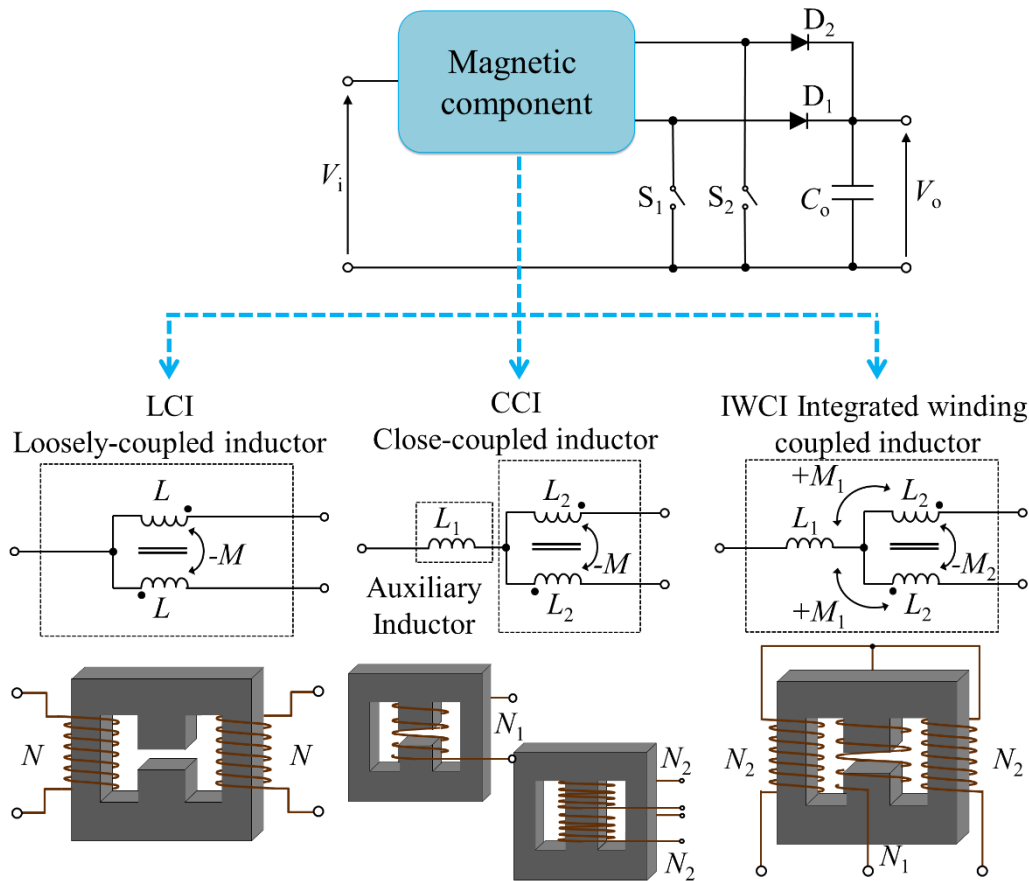 D2
Magnetic
component
D1
Vi
S1
S2
Co
Vo
LCI
Loosely-coupled inductor
CCI
Close-coupled inductor
IWCI Integrated winding
coupled inductor
L
-M
L
L1
L2
-M
L2
Auxiliary
Inductor
+M1
L1
L2
-M2
+M1
L2
N
N
N1
N2
N2
N2
N1
N2